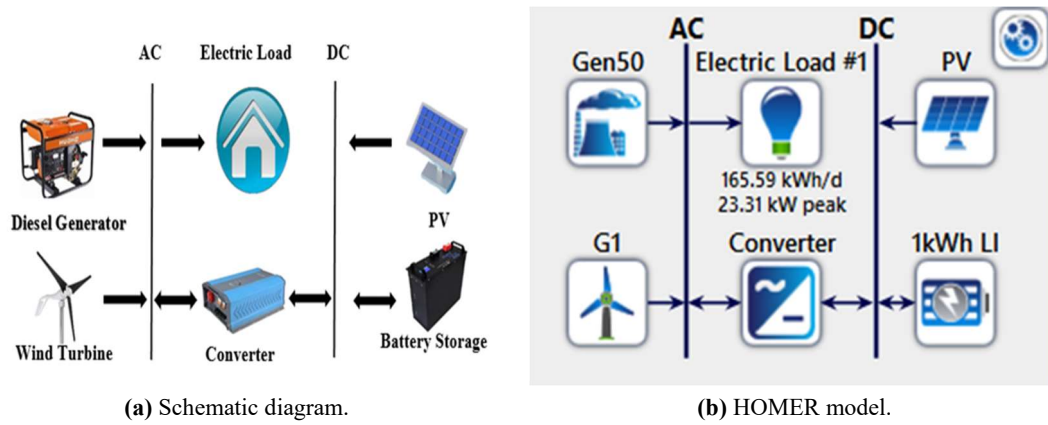 AC Electric Load DC
Diesel Generator
PV
Wind Turbine
Converter
Battery Storage
(a) Schematic diagram.
AC DC
Gen50 Electric Load #1 PV
165.59 kWh/d
23.31 kW peak
G1 Converter 1kWh LI
(b) HOMER model.